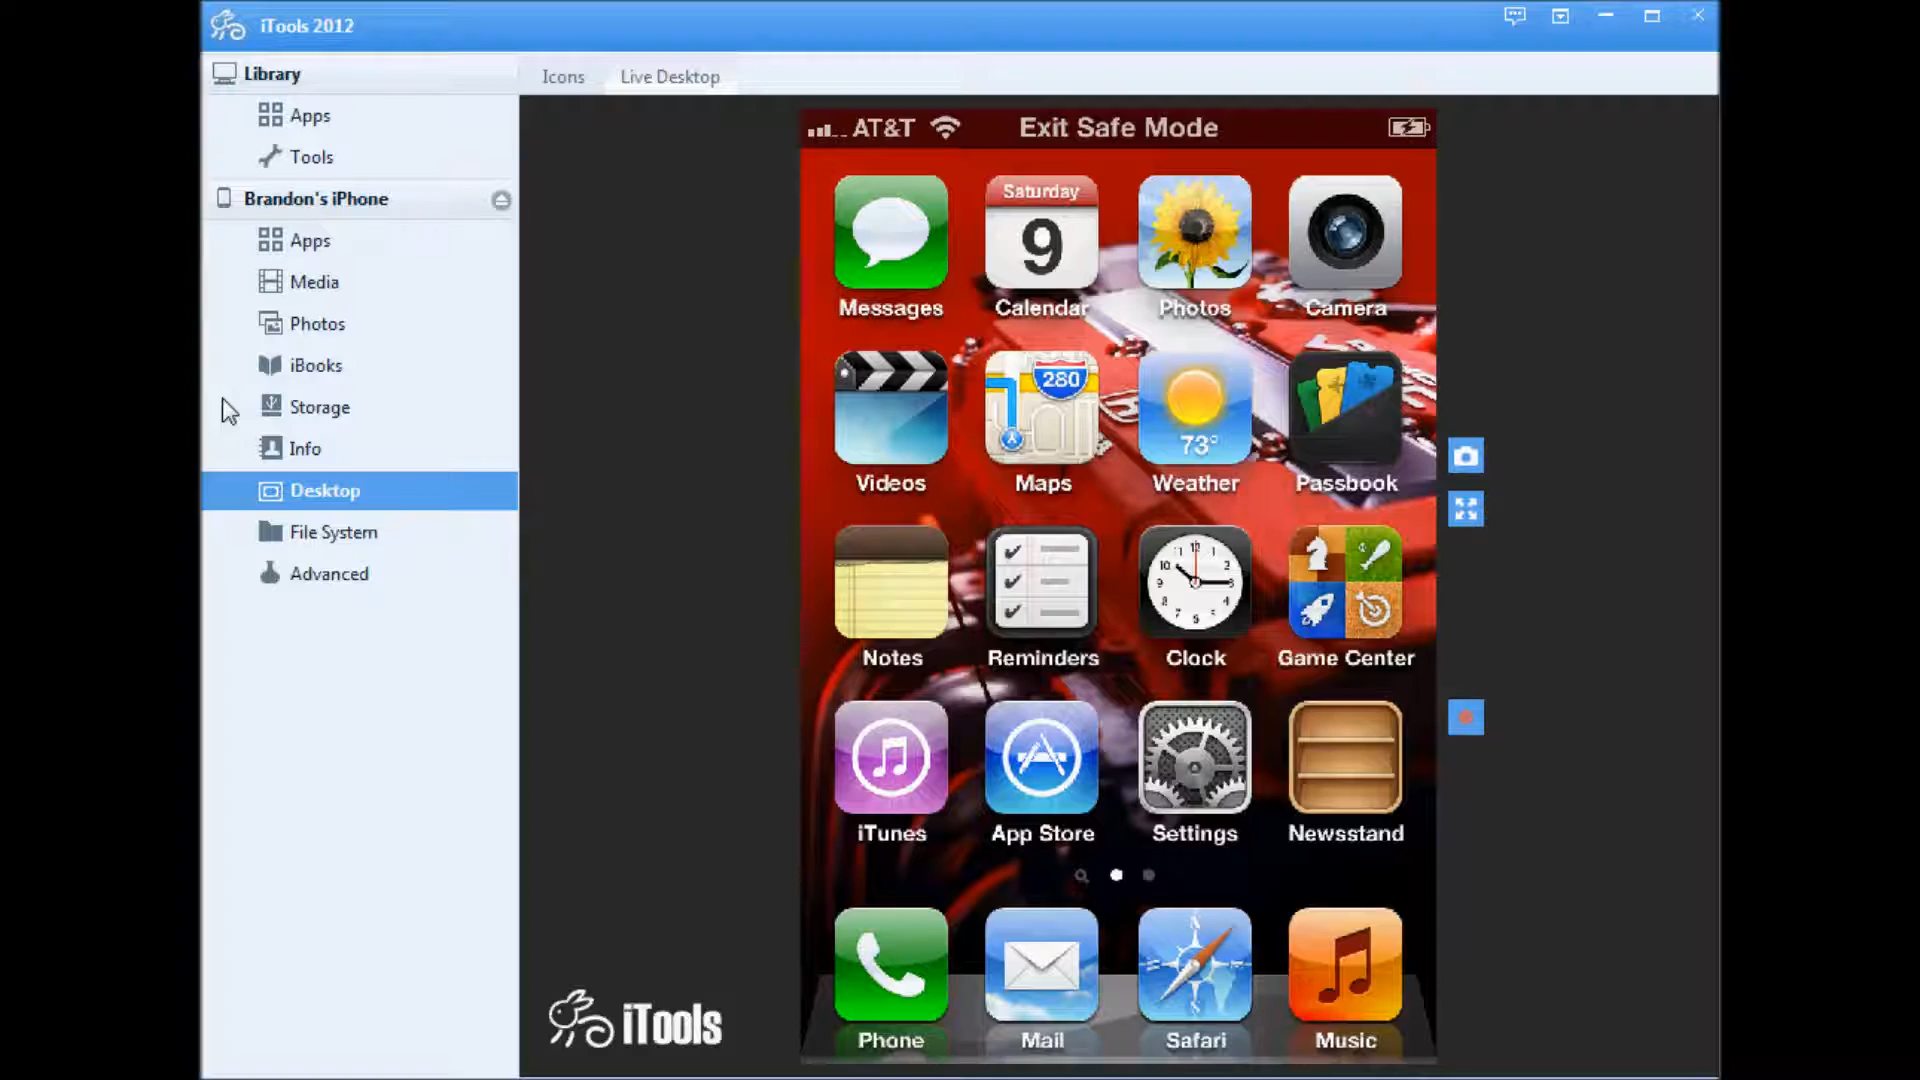 iTools 2012
Library
Apps
Tools
Brandon's iPhone
Apps
Media
Photos
iBooks
Storage
Info
Desktop
File System
Advanced
Icons Live Desktop
AT&T Exit Safe Mode
Saturday
9
Messages Calendar Photos Camera
280
73°
Videos Maps Weather Passbook
Notes Reminders Clock Game Center
iTunes App Store Settings Newsstand
Phone Mail Safari Music
iTools